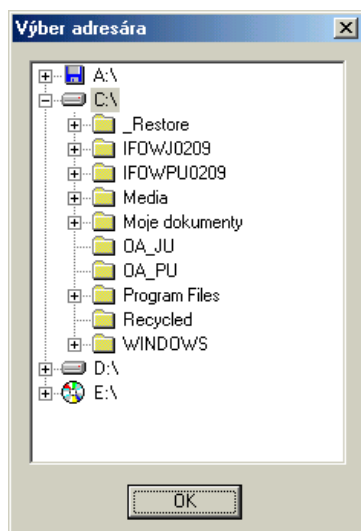 Výber adresára
A:\
C:\
_Restore
IFOWJ0209
IFOWPU0209
Media
Moje dokumenty
OA_JU
OA_PU
Program Files
Recycled
WINDOWS
D:\
E:\
OK